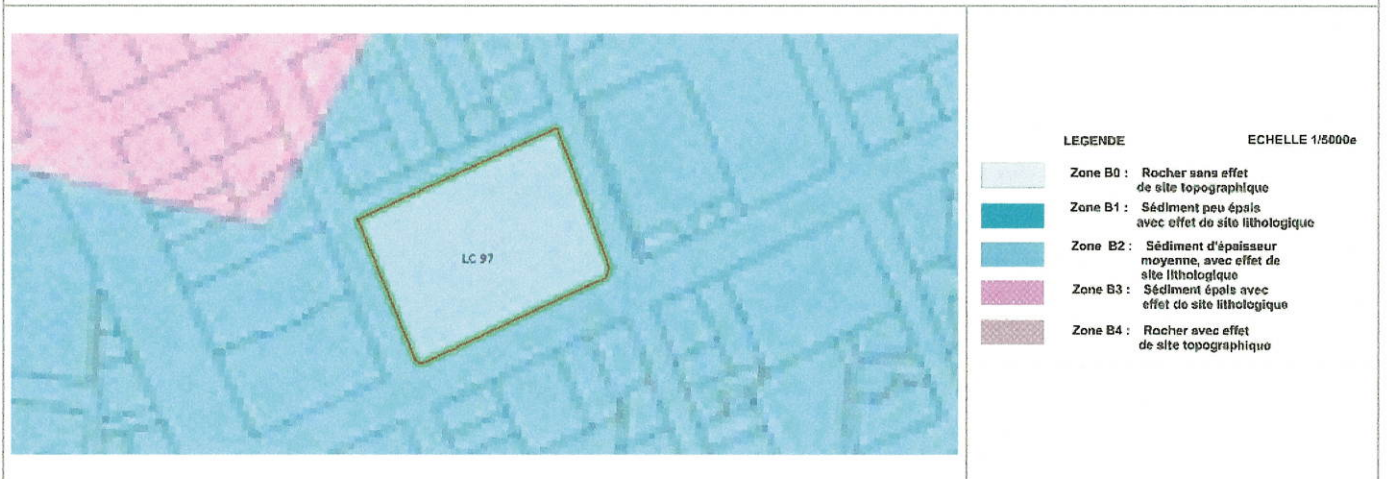 LC 97
LEGENDE ECHELLE 1/5000e
Zone B0 : Rocher sans effet
de site topographique
Zone B1 : Sédiment peu épais
avec effet de site lithologique
Zone B2 : Sédiment d'épaisseur
moyenne, avec effet de
site lithologique
Zone B3 : Sédiment épais avec
effet de site lithologique
Zone B4 : Rocher avec effet
de site topographique